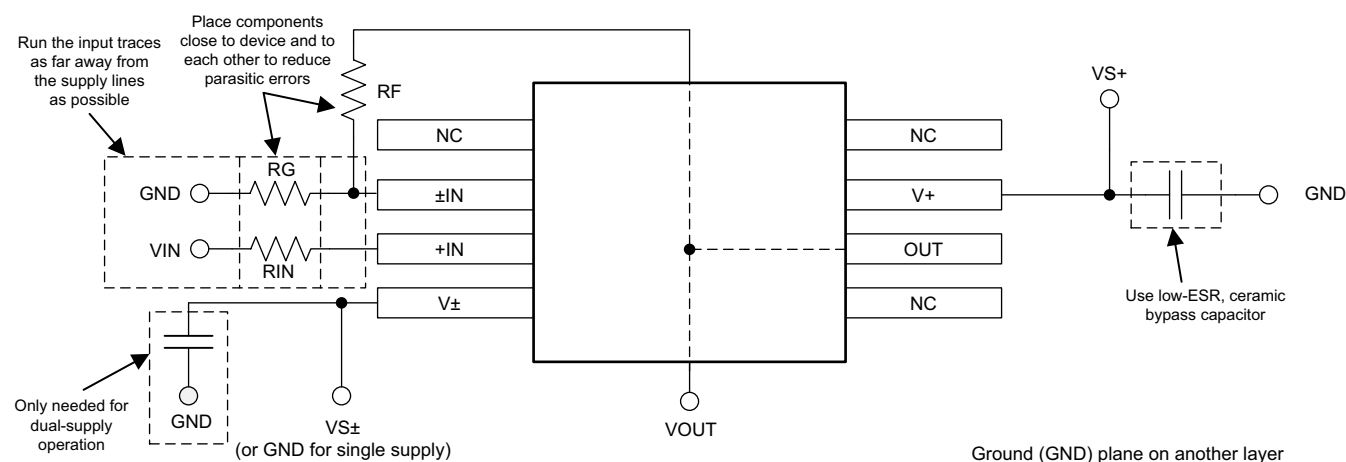 Run the input traces
as far away from
the supply lines
as possible
Place components
close to device and to
each other to reduce
parasitic errors
RF
VS+
NC
NC
RG
GND
±IN
V+
GND
VIN
+IN
OUT
RIN
V±
NC
Use low-ESR, ceramic
bypass capacitor
Only needed for
dual-supply
operation
GND
VS±
(or GND for single supply)
VOUT
Ground (GND) plane on another layer